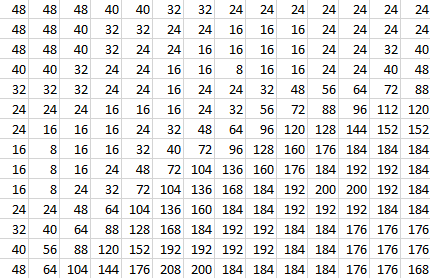 48 48 48 40 40 32 32 24 24 24 24 24 24 24
48 48 40 32 32 24 24 16 16 16 24 24 24 24
48 48 40 32 24 24 16 16 16 16 24 24 32 40
40 40 32 24 24 16 16 8 16 16 24 24 40 48
32 32 32 24 24 24 16 24 24 32 48 56 64 72 88
24 24 24 16 16 16 24 32 56 72 88 96 112 120
24 16 16 16 24 32 48 64 96 120 128 144 152 152
16 8 16 16 32 40 72 96 128 160 176 184 184 184
16 8 16 24 48 72 104 136 160 176 184 192 192 184
16 8 24 32 72 104 136 168 184 192 200 200 192 184
24 24 48 64 104 136 160 184 184 192 192 192 184 184
32 40 64 88 128 168 184 192 192 184 184 176 176 176
40 56 88 120 152 192 192 192 192 184 184 176 176 176
48 64 104 144 176 208 200 184 184 184 184 176 176 168